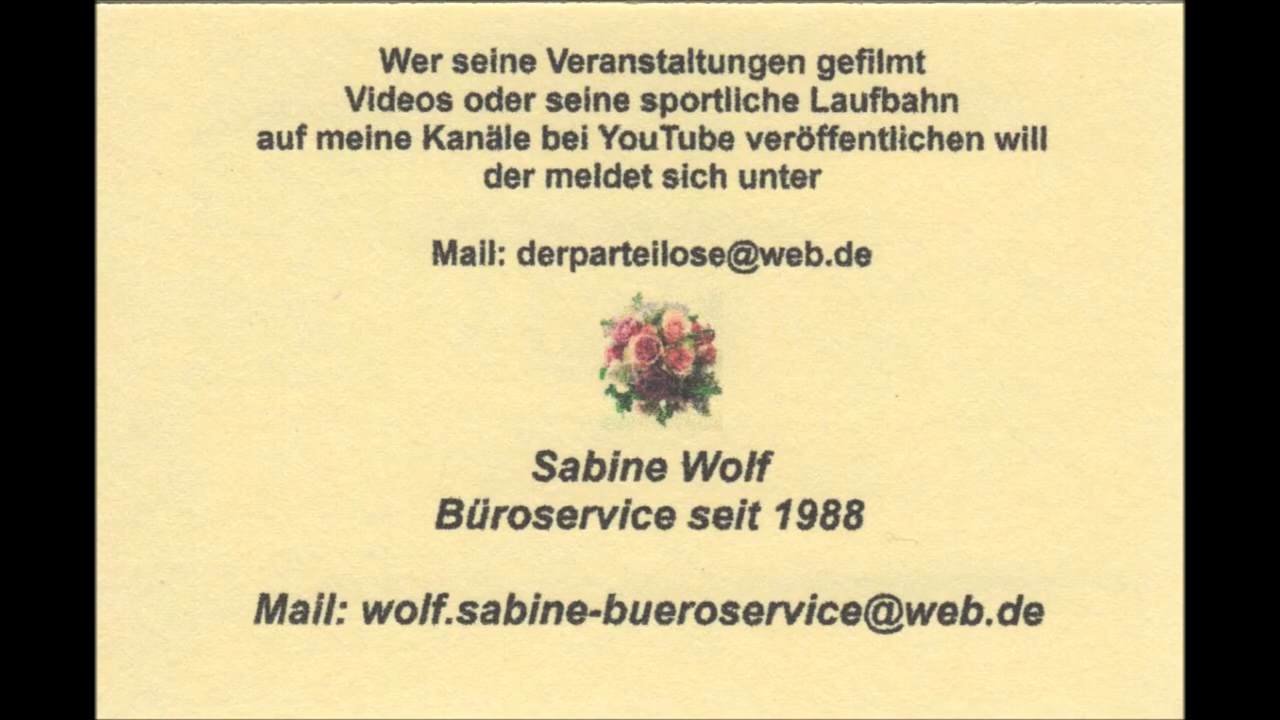 Wer seine Veranstaltungen gefilmt
Videos oder seine sportliche Laufbahn
auf meine Kanäle bei YouTube veröffentlichen will
der meldet sich unter
Mail: derparteilose@web.de
Sabine Wolf
Büroservice seit 1988
Mail: wolf.sabine-bueroservice@web.de